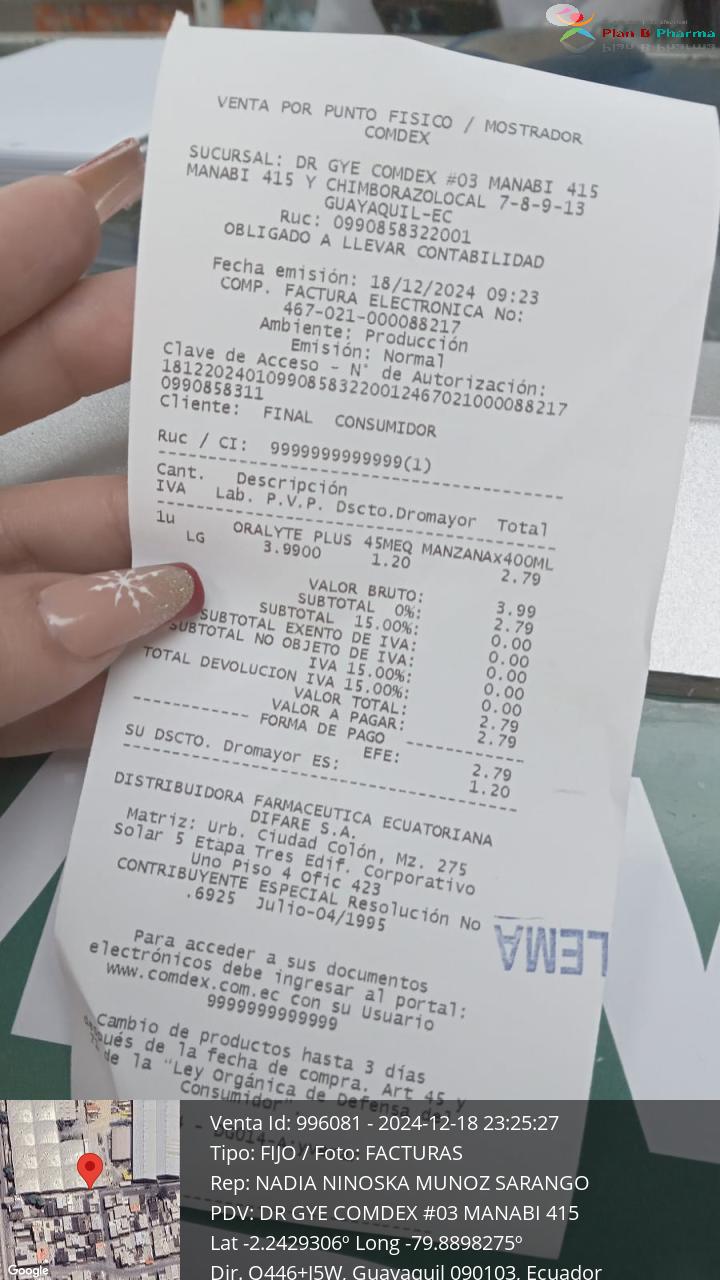 Plan B Pharma
VENTA POR PUNTO FISICO / MOSTRADOR
COMDEX
SUCURSAL: DR GYE COMDEX #03 MANABI 415
MANABI 415 Y CHIMBORAZOLOCAL 7-8-9-13
GUAYAQUIL-EC
Ruc: 0990858322001
OBLIGADO A LLEVAR CONTABILIDAD
Fecha emisión: 18/12/2024 09:23
COMP. FACTURA ELECTRONICA No:
467-021-000088217
Ambiente: Producción
Emisión: Normal
Clave de Acceso - N° de Autorización:
181220240109908583220012467021000088217
0990858311
Cliente: FINAL CONSUMIDOR
Ruc / CI: 9999999999999(1)
Cant. Descripción
IVA Lab. P.V.P. Dscto.Dromayor Total
1u ORALYTE PLUS 45MEQ MANZANAX400ML
LG 3.9900 1.20 2.79
VALOR BRUTO: 3.99
SUBTOTAL 0%: 2.79
SUBTOTAL 15.00%: 0.00
SUBTOTAL EXENTO DE IVA: 0.00
SUBTOTAL NO OBJETO DE IVA: 0.00
IVA 15.00%: 0.00
TOTAL DEVOLUCION IVA 15.00%: 0.00
VALOR TOTAL: 2.79
VALOR A PAGAR: 2.79
FORMA DE PAGO
EFE: 2.79
SU DSCTO. Dromayor ES: 1.20
DISTRIBUIDORA FARMACEUTICA ECUATORIANA
DIFARE S.A.
Matriz: Urb. Ciudad Colón, Mz. 275
Solar 5 Etapa Tres Edif. Corporativo
Uno Piso 4 Ofic 423
CONTRIBUYENTE ESPECIAL Resolución No
.6925 Julio-04/1995
LEMA
Para acceder a sus documentos
electrónicos debe ingresar al portal:
www.comdex.com.ec con su Usuario
9999999999999
Cambio de productos hasta 3 días
después de la fecha de compra. Art 45 y
de la "Ley Orgánica de Defensa del
Consumidor".
Venta Id: 996081 - 2024-12-18 23:25:27
Tipo: FIJO / Foto: FACTURAS
Rep: NADIA NINOSKA MUNOZ SARANGO
PDV: DR GYE COMDEX #03 MANABI 415
Lat -2.2429306º Long -79.8898275º
Dir. Q446+J5W, Guayaquil 090103, Ecuador
Google